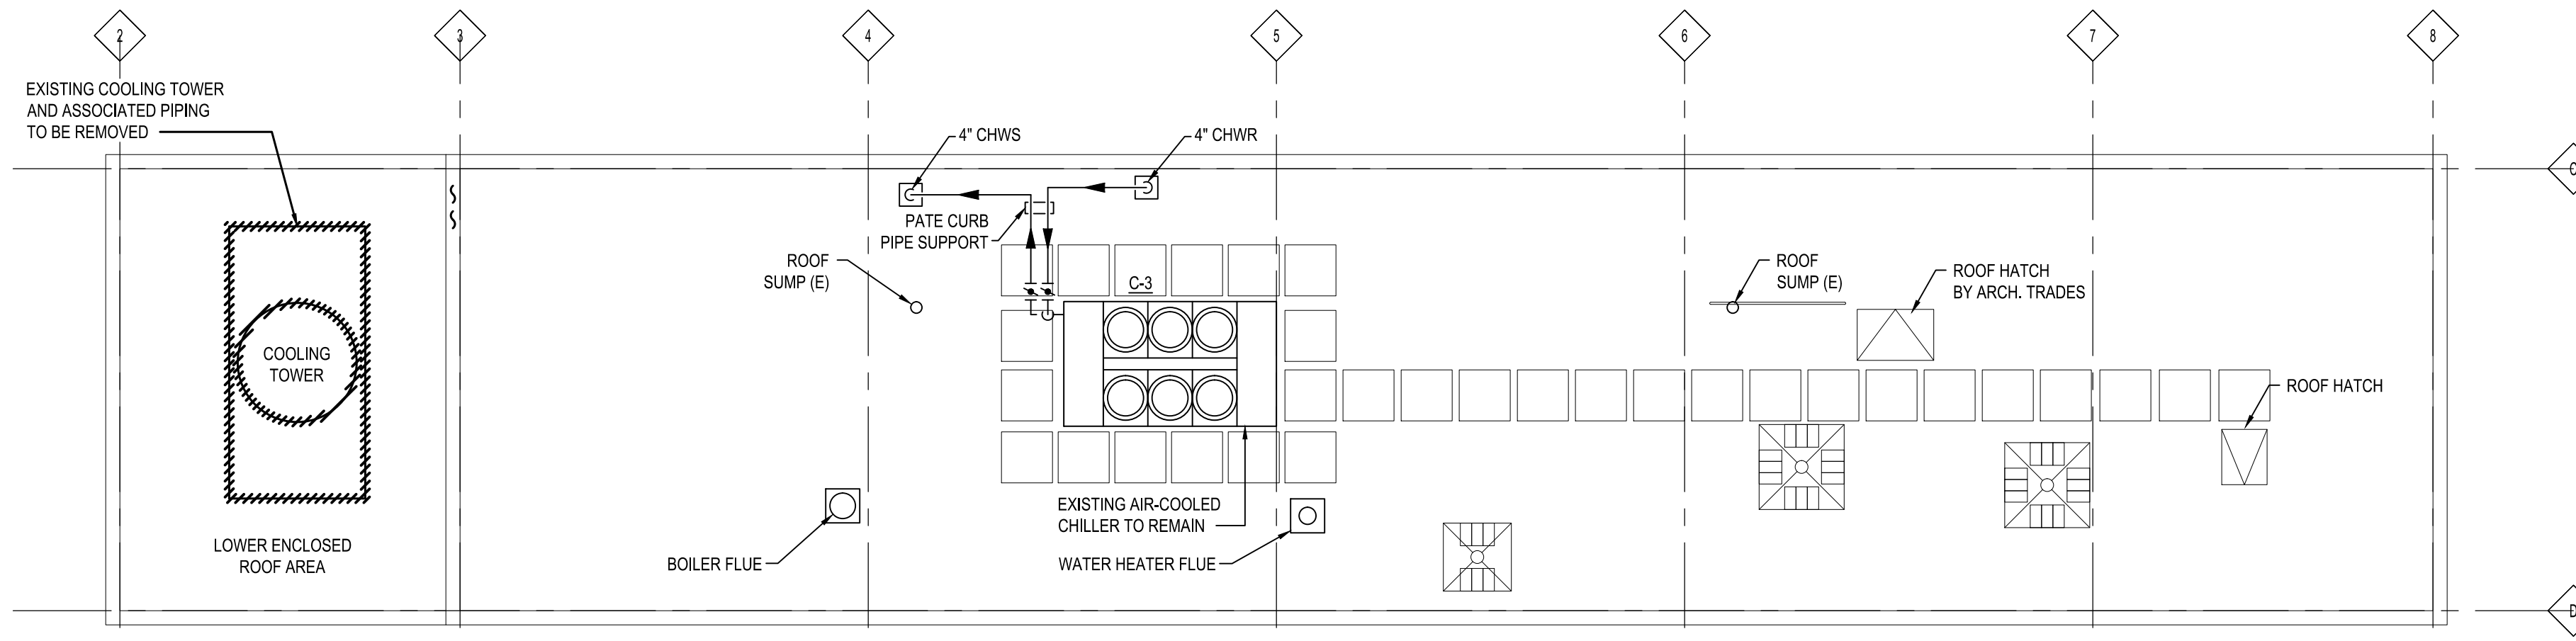 2
3
4
5
6
7
8
EXISTING COOLING TOWER
AND ASSOCIATED PIPING
TO BE REMOVED
4" CHWS
4" CHWR
C
PATE CURB
PIPE SUPPORT
ROOF
SUMP (E)
C-3
ROOF
SUMP (E)
ROOF HATCH
BY ARCH. TRADES
COOLING
TOWER
ROOF HATCH
EXISTING AIR-COOLED
CHILLER TO REMAIN
LOWER ENCLOSED
ROOF AREA
BOILER FLUE
WATER HEATER FLUE
D